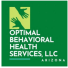 OPTIMAL
BEHAVIORAL
HEALTH
SERVICES, LLC
ARIZONA